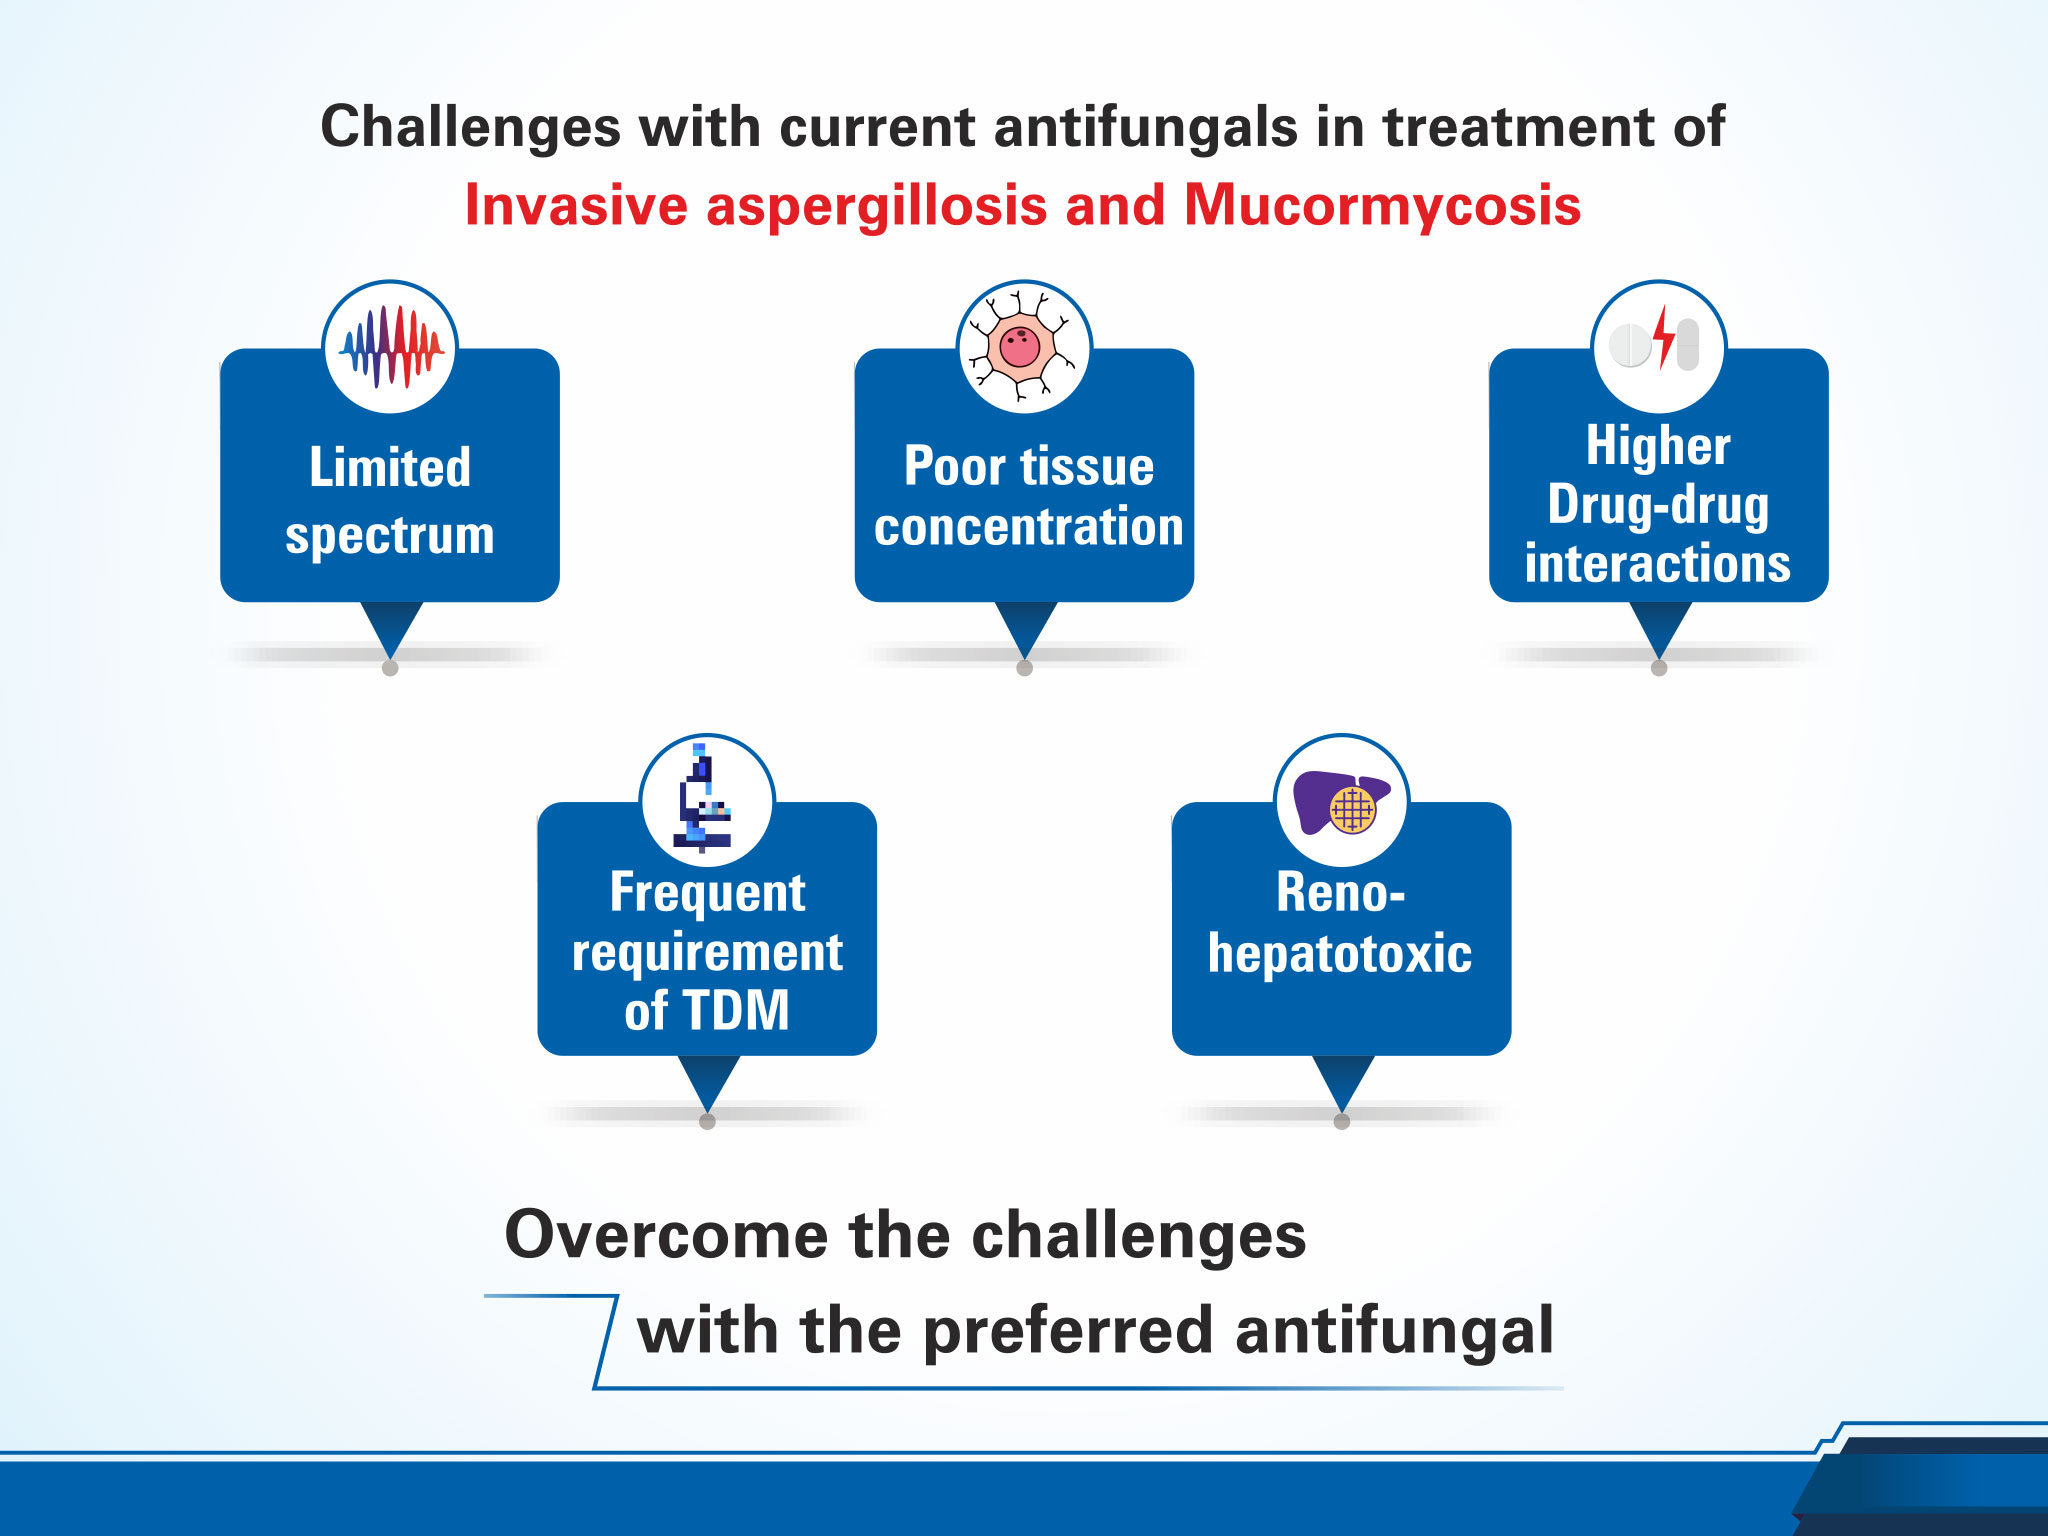 Challenges with current antifungals in treatment of
Invasive aspergillosis and Mucormycosis
Limited
spectrum
Poor tissue
concentration
Higher
Drug-drug
interactions
Frequent
requirement
of TDM
Reno-
hepatotoxic
Overcome the challenges
with the preferred antifungal